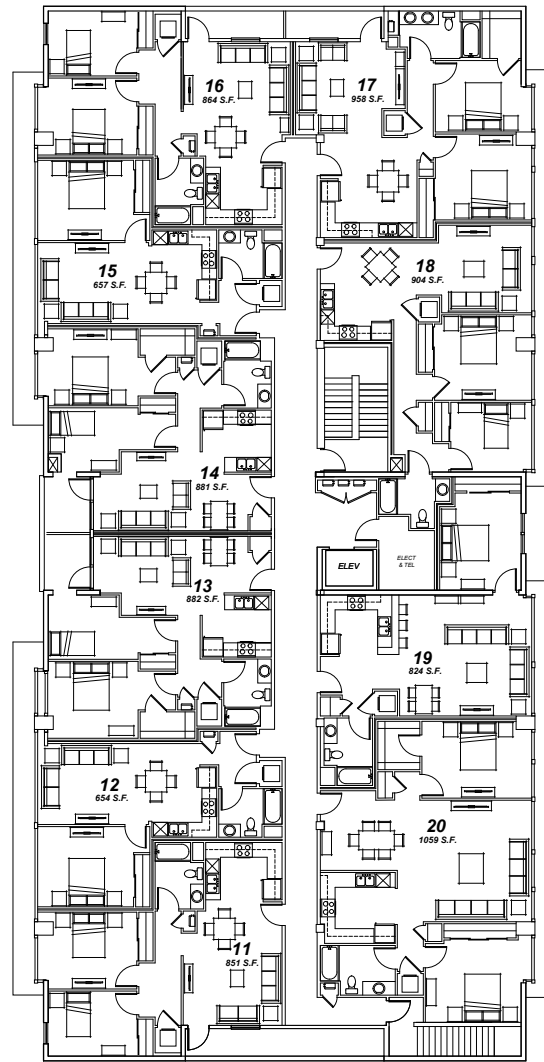 16
864 S.F.
17
958 S.F.
15
657 S.F.
18
904 S.F.
14
881 S.F.
13
882 S.F.
ELEV
ELECT
& TEL
19
824 S.F.
12
654 S.F.
20
1059 S.F.
11
851 S.F.